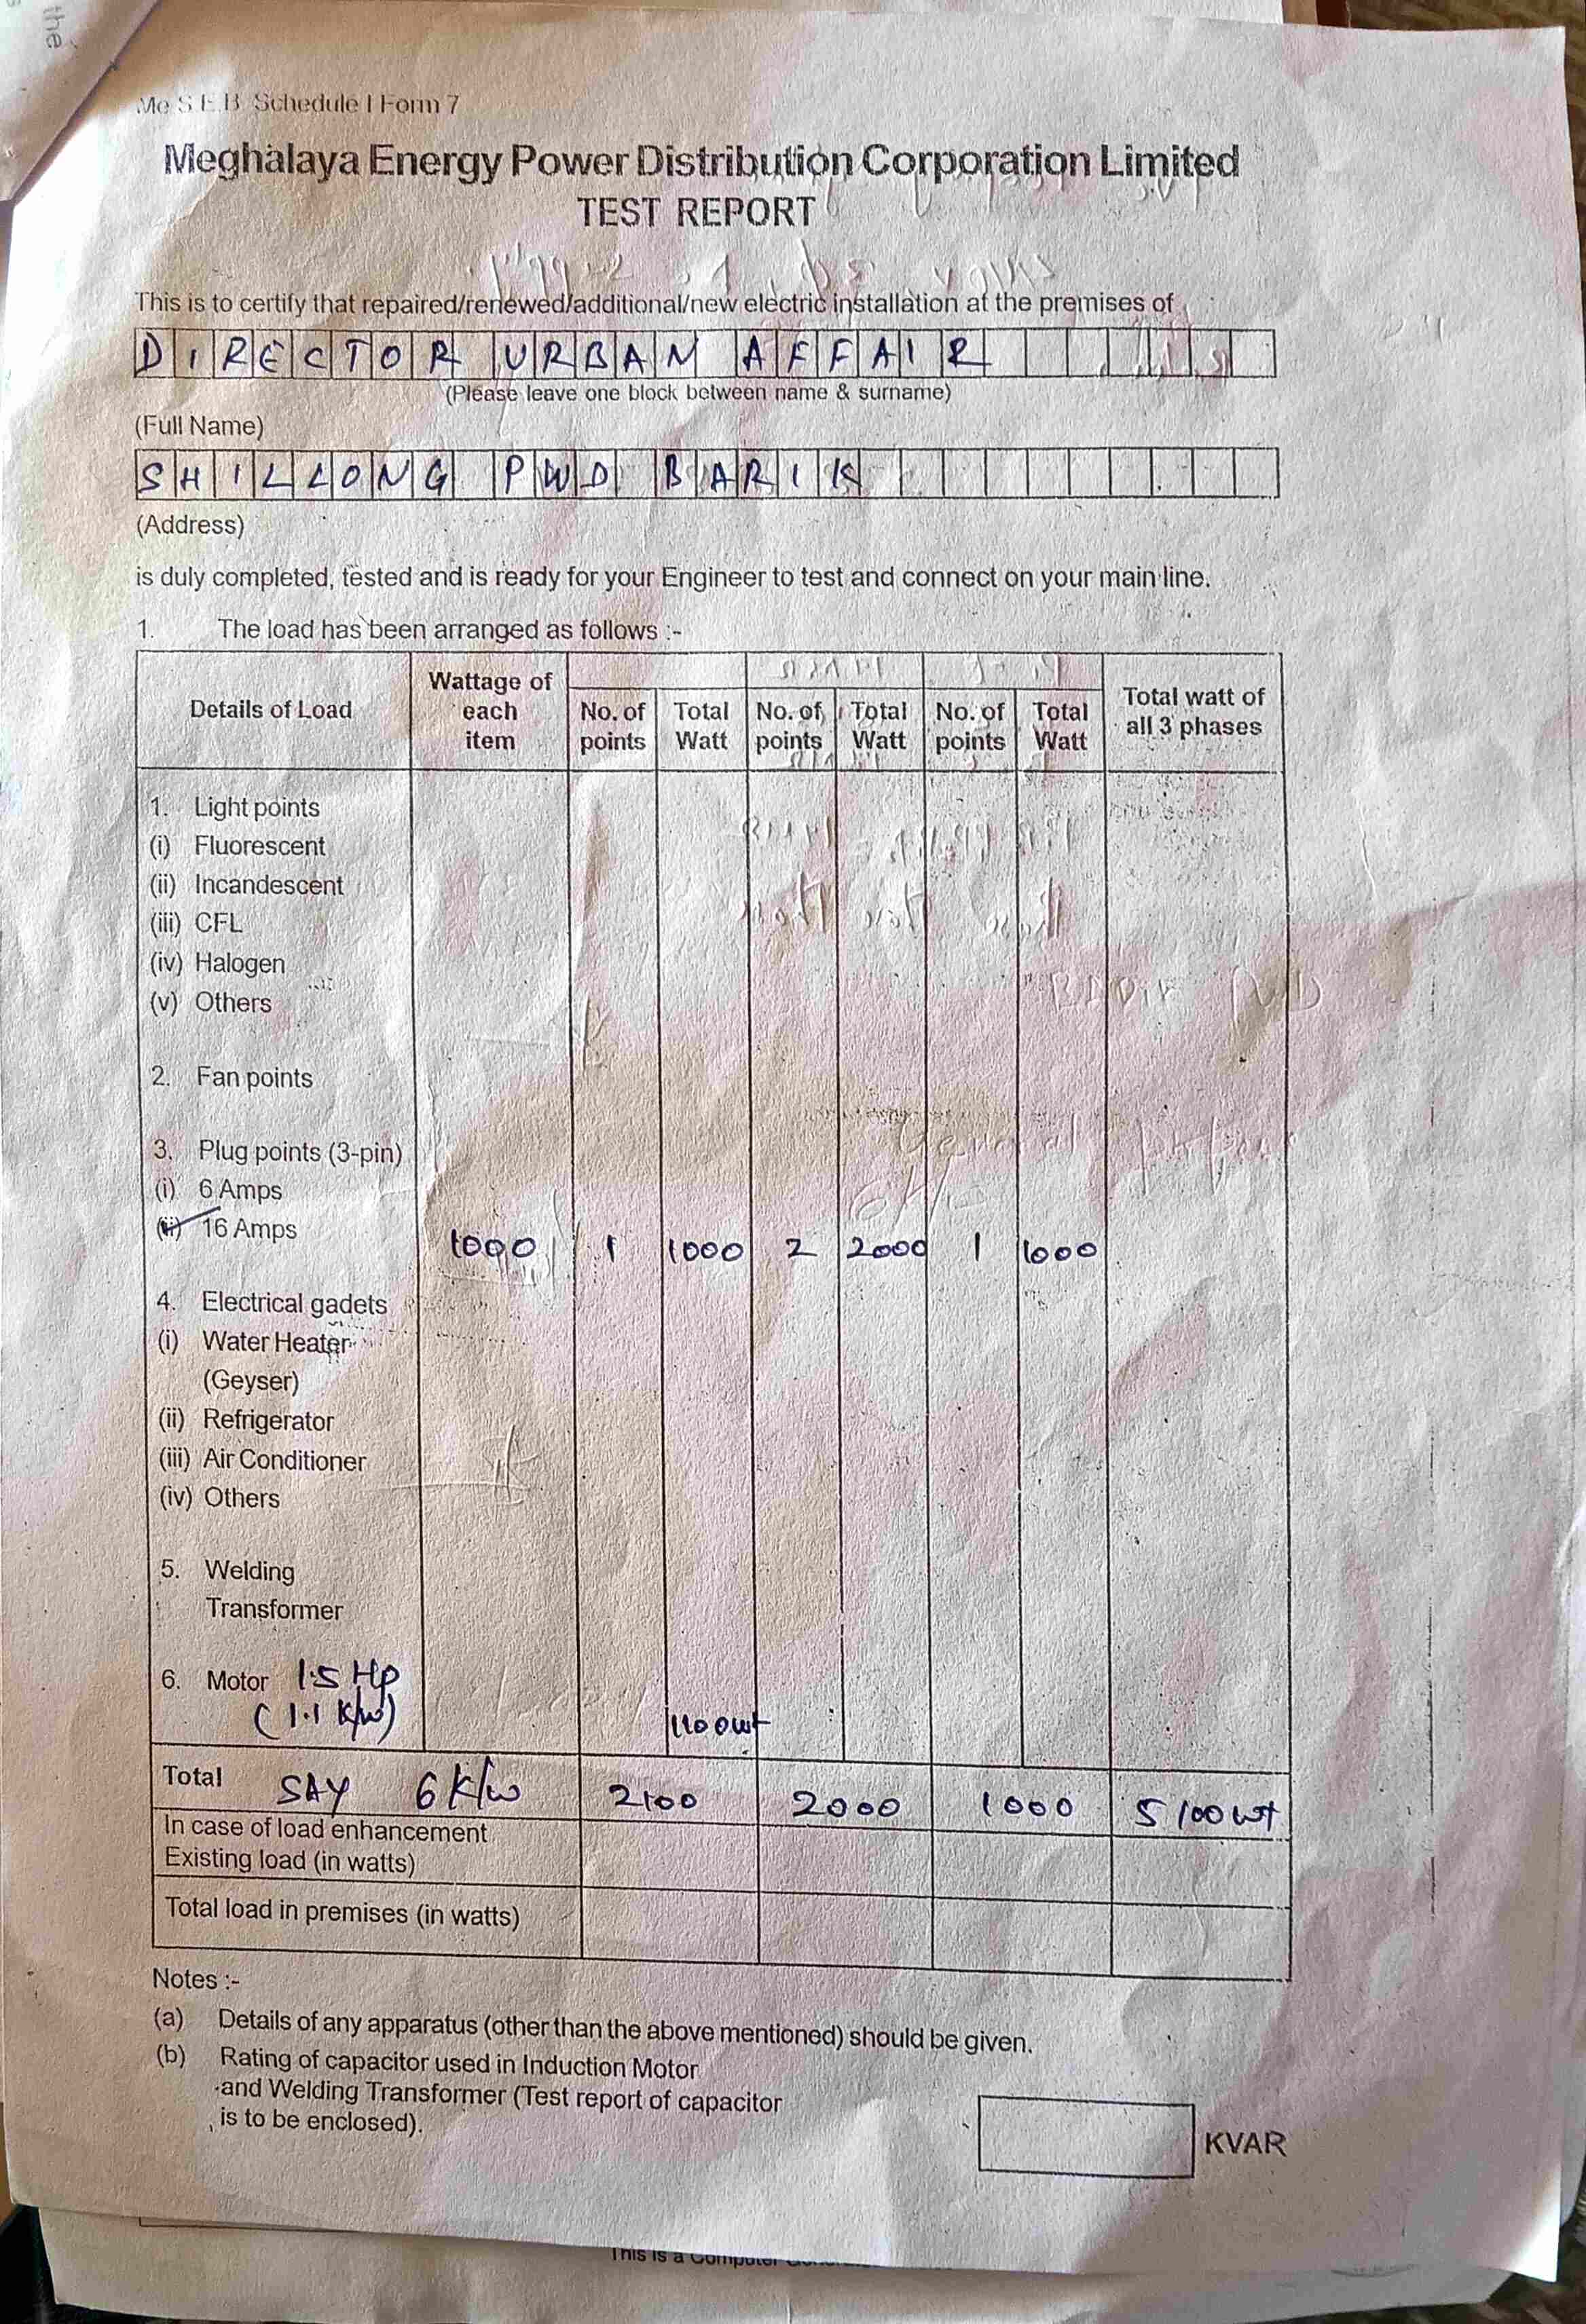 Me S.E.B Schedule I Form 7
Meghalaya Energy Power Distribution Corporation Limited
TEST REPORT
This is to certify that repaired/renewed/additional/new electric installation at the premises of
DIRECTOR URBAN AFFAIR
(Please leave one block between name & surname)
(Full Name)
SHILLONG PWD BARIK
(Address)
is duly completed, tested and is ready for your Engineer to test and connect on your main line.
1. The load has been arranged as follows :-
Details of Load Wattage of each item No. of points Total Watt No. of points Total Watt No. of points Total Watt Total watt of all 3 phases
1. Light points
(i) Fluorescent
(ii) Incandescent
(iii) CFL
(iv) Halogen
(v) Others
2. Fan points
3. Plug points (3-pin)
(i) 6 Amps
(ii) 16 Amps 1000 1 1000 2 2000 1 1000
4. Electrical gadets
(i) Water Heater
(Geyser)
(ii) Refrigerator
(iii) Air Conditioner
(iv) Others
5. Welding
Transformer
6. Motor 1.5 Hp
(1.1 K/w) 1100wt
Total SAY 6 K/w 2100 2000 1000 5100 wt
In case of load enhancement
Existing load (in watts)
Total load in premises (in watts)
Notes :-
(a) Details of any apparatus (other than the above mentioned) should be given.
(b) Rating of capacitor used in Induction Motor
and Welding Transformer (Test report of capacitor
is to be enclosed).
KVAR
This is a Computer
the